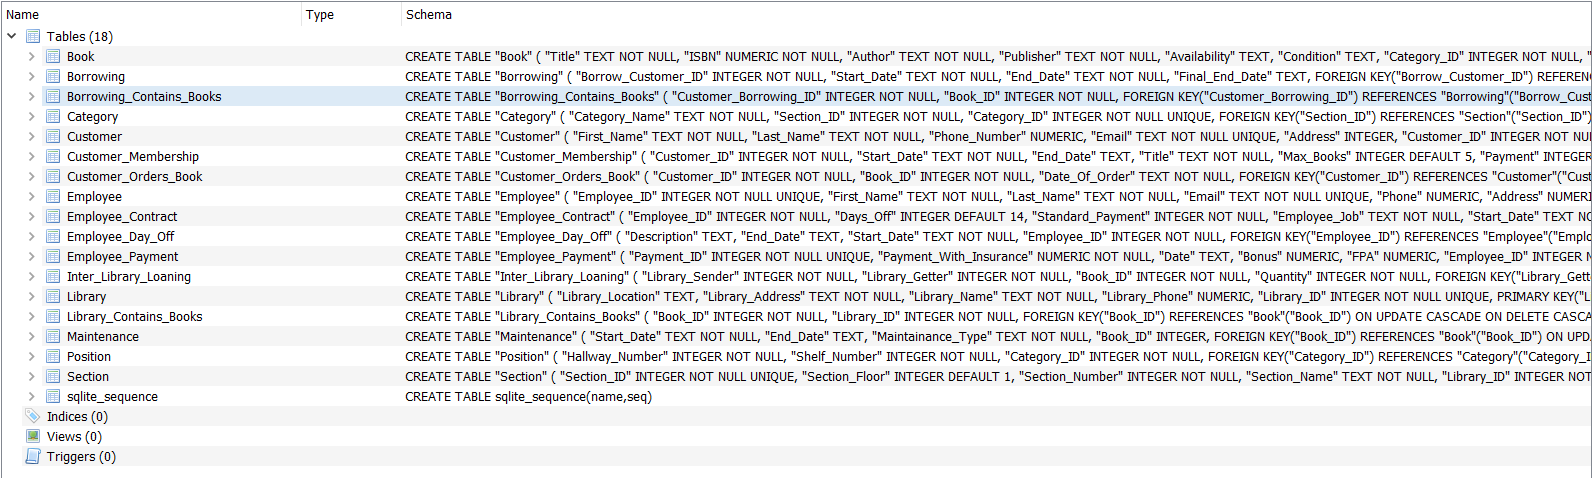 Name Type Schema
Tables (18)
Book CREATE TABLE "Book" ( "Title" TEXT NOT NULL, "ISBN" NUMERIC NOT NULL, "Author" TEXT NOT NULL, "Publisher" TEXT NOT NULL, "Availability" TEXT, "Condition" TEXT, "Category_ID" INTEGER NOT NULL, "
Borrowing CREATE TABLE "Borrowing" ( "Borrow_Customer_ID" INTEGER NOT NULL, "Start_Date" TEXT NOT NULL, "End_Date" TEXT NOT NULL, "Final_End_Date" TEXT, FOREIGN KEY("Borrow_Customer_ID") REFEREN
Borrowing_Contains_Books CREATE TABLE "Borrowing_Contains_Books" ( "Customer_Borrowing_ID" INTEGER NOT NULL, "Book_ID" INTEGER NOT NULL, FOREIGN KEY("Customer_Borrowing_ID") REFERENCES "Borrowing"("Borrow_Cust
Category CREATE TABLE "Category" ( "Category_Name" TEXT NOT NULL, "Section_ID" INTEGER NOT NULL, "Category_ID" INTEGER NOT NULL UNIQUE, FOREIGN KEY("Section_ID") REFERENCES "Section"("Section_ID")
Customer CREATE TABLE "Customer" ( "First_Name" TEXT NOT NULL, "Last_Name" TEXT NOT NULL, "Phone_Number" NUMERIC, "Email" TEXT NOT NULL UNIQUE, "Address" INTEGER, "Customer_ID" INTEGER NOT NUL
Customer_Membership CREATE TABLE "Customer_Membership" ( "Customer_ID" INTEGER NOT NULL, "Start_Date" TEXT NOT NULL, "End_Date" TEXT, "Title" TEXT NOT NULL, "Max_Books" INTEGER DEFAULT 5, "Payment" INTEGER
Customer_Orders_Book CREATE TABLE "Customer_Orders_Book" ( "Customer_ID" INTEGER NOT NULL, "Book_ID" INTEGER NOT NULL, "Date_Of_Order" TEXT NOT NULL, FOREIGN KEY("Customer_ID") REFERENCES "Customer"("Cust
Employee CREATE TABLE "Employee" ( "Employee_ID" INTEGER NOT NULL UNIQUE, "First_Name" TEXT NOT NULL, "Last_Name" TEXT NOT NULL, "Email" TEXT NOT NULL UNIQUE, "Phone" NUMERIC, "Address" NUMERI
Employee_Contract CREATE TABLE "Employee_Contract" ( "Employee_ID" INTEGER NOT NULL, "Days_Off" INTEGER DEFAULT 14, "Standard_Payment" INTEGER NOT NULL, "Employee_Job" TEXT NOT NULL, "Start_Date" TEXT NO
Employee_Day_Off CREATE TABLE "Employee_Day_Off" ( "Description" TEXT, "End_Date" TEXT, "Start_Date" TEXT NOT NULL, "Employee_ID" INTEGER NOT NULL, FOREIGN KEY("Employee_ID") REFERENCES "Employee"("Emplo
Employee_Payment CREATE TABLE "Employee_Payment" ( "Payment_ID" INTEGER NOT NULL UNIQUE, "Payment_With_Insurance" NUMERIC NOT NULL, "Date" TEXT, "Bonus" NUMERIC, "FPA" NUMERIC, "Employee_ID" INTEGER N
Inter_Library_Loaning CREATE TABLE "Inter_Library_Loaning" ( "Library_Sender" INTEGER NOT NULL, "Library_Getter" INTEGER NOT NULL, "Book_ID" INTEGER NOT NULL, "Quantity" INTEGER NOT NULL, FOREIGN KEY("Library_Gett
Library CREATE TABLE "Library" ( "Library_Location" TEXT, "Library_Address" TEXT NOT NULL, "Library_Name" TEXT NOT NULL, "Library_Phone" NUMERIC, "Library_ID" INTEGER NOT NULL UNIQUE, PRIMARY KEY("L
Library_Contains_Books CREATE TABLE "Library_Contains_Books" ( "Book_ID" INTEGER NOT NULL, "Library_ID" INTEGER NOT NULL, FOREIGN KEY("Book_ID") REFERENCES "Book"("Book_ID") ON UPDATE CASCADE ON DELETE CASCA
Maintenance CREATE TABLE "Maintenance" ( "Start_Date" TEXT NOT NULL, "End_Date" TEXT, "Maintainance_Type" TEXT NOT NULL, "Book_ID" INTEGER, FOREIGN KEY("Book_ID") REFERENCES "Book"("Book_ID") ON UPD
Position CREATE TABLE "Position" ( "Hallway_Number" INTEGER NOT NULL, "Shelf_Number" INTEGER NOT NULL, "Category_ID" INTEGER NOT NULL, FOREIGN KEY("Category_ID") REFERENCES "Category"("Category_I
Section CREATE TABLE "Section" ( "Section_ID" INTEGER NOT NULL UNIQUE, "Section_Floor" INTEGER DEFAULT 1, "Section_Number" INTEGER NOT NULL, "Section_Name" TEXT NOT NULL, "Library_ID" INTEGER NOT
sqlite_sequence CREATE TABLE sqlite_sequence(name,seq)
Indices (0)
Views (0)
Triggers (0)